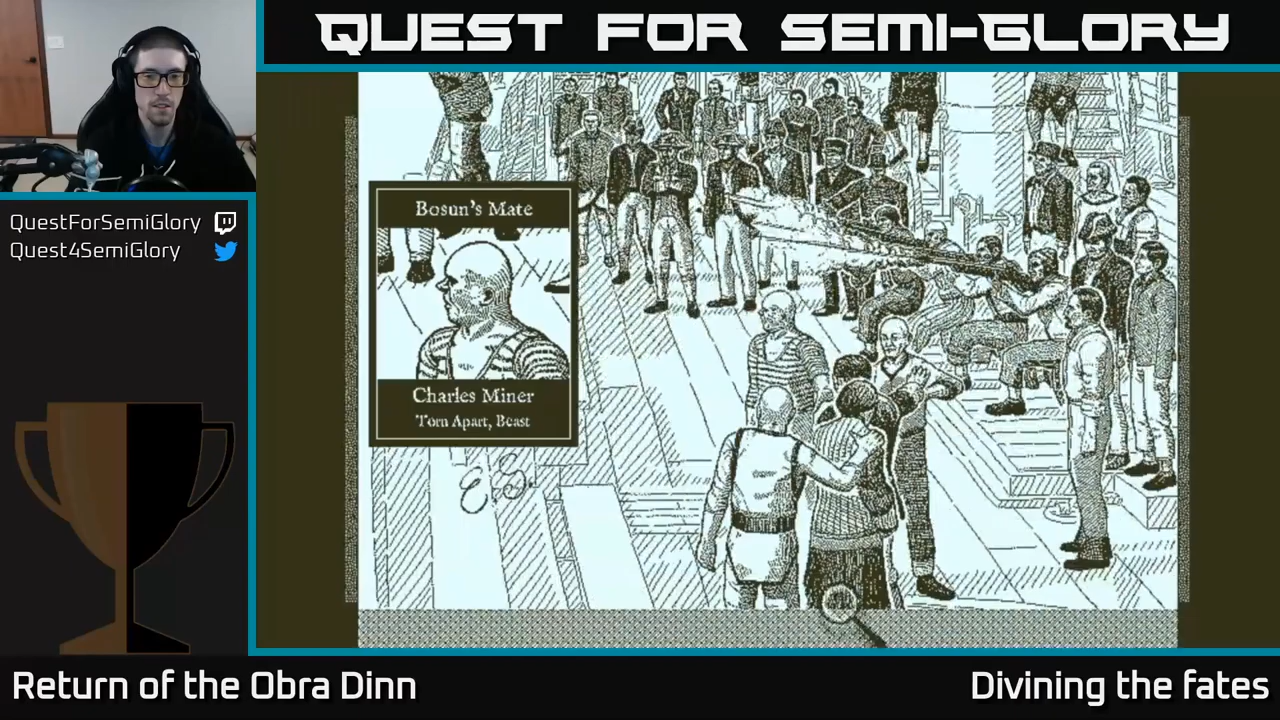 QUEST FOR SEMI-GLORY
QuestForSemiGlory
Quest4SemiGlory
Bosun's Mate
Charles Miner
Torn Apart, Beast
E.S.
Return of the Obra Dinn
Divining the fates